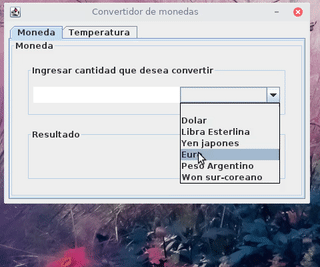 Convertidor de monedas
Moneda
Temperatura
Moneda
Ingresar cantidad que desea convertir
Dolar
Libra Esterlina
Yen japones
Resultado
Euro
Peso Argentino
Won sur-coreano